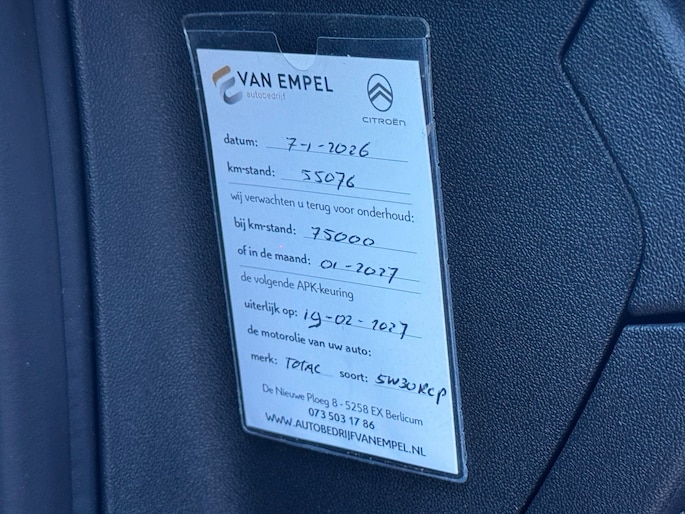 VAN EMPEL
autobedrijf
CITROËN
datum: 7-1-2026
km-stand: 55076
wij verwachten u terug voor onderhoud:
bij km-stand: 75000
of in de maand: 01-2027
de volgende APK-keuring
uiterlijk op: 19-02-2027
de motorolie van uw auto:
merk: TOTAL soort: 5W30RCP
De Nieuwe Ploeg 8 - 5258 EX Berlicum
073 503 17 86
WWW.AUTOBEDRIJFVANEMPEL.NL